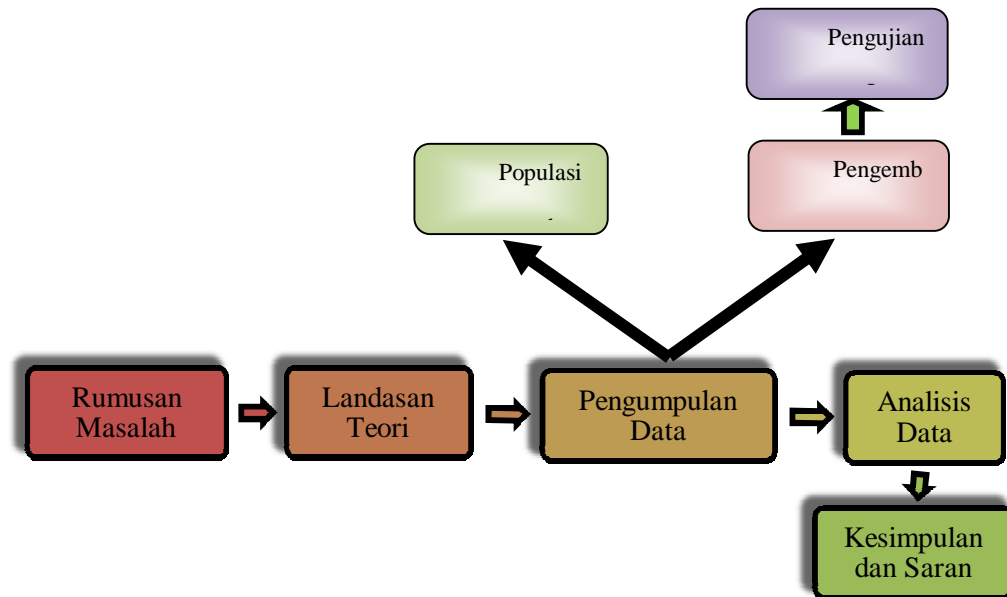 Pengujian
Populasi
Pengemb
Rumusan
Masalah
Landasan
Teori
Pengumpulan
Data
Analisis
Data
Kesimpulan
dan Saran